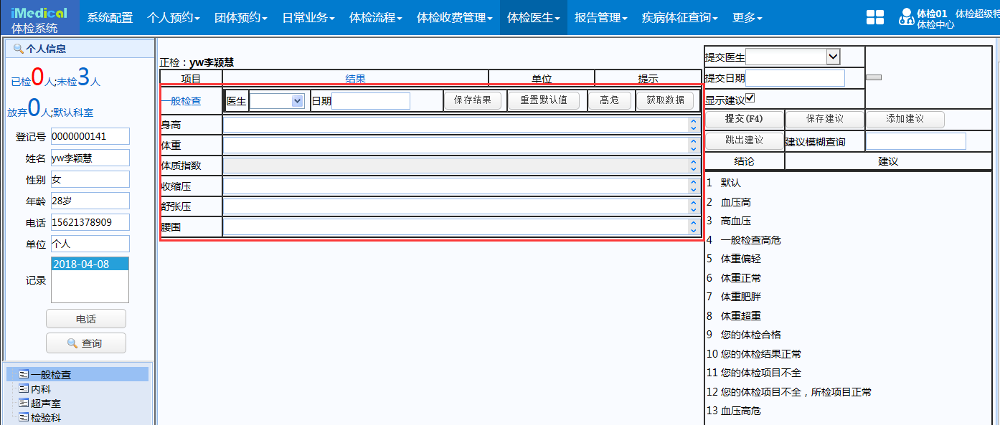 iMedical
体检系统
系统配置 个人预约 团体预约 日常业务 体检流程 体检收费管理 体检医生 报告管理 疾病体征查询 更多
体检01 体检超级
体检中心
个人信息
已检0人;未检3人
放弃0人;默认科室
登记号 0000000141
姓名 yw李颖慧
性别 女
年龄 28岁
电话 15621378909
单位 个人
记录 2018-04-08
电话
查询
一般检查
内科
超声室
检验科
正检：yw李颖慧
项目 结果 单位 提示
一般检查 医生 日期 保存结果 重置默认值 高危 获取数据
身高
体重
体质指数
收缩压
舒张压
腰围
提交医生
提交日期
显示建议
提交(F4) 保存建议 添加建议
跳出建议 建议模糊查询
结论 建议
1 默认
2 血压高
3 高血压
4 一般检查高危
5 体重偏轻
6 体重正常
7 体重肥胖
8 体重超重
9 您的体检合格
10 您的体检结果正常
11 您的体检项目不全
12 您的体检项目不全，所检项目正常
13 血压高危